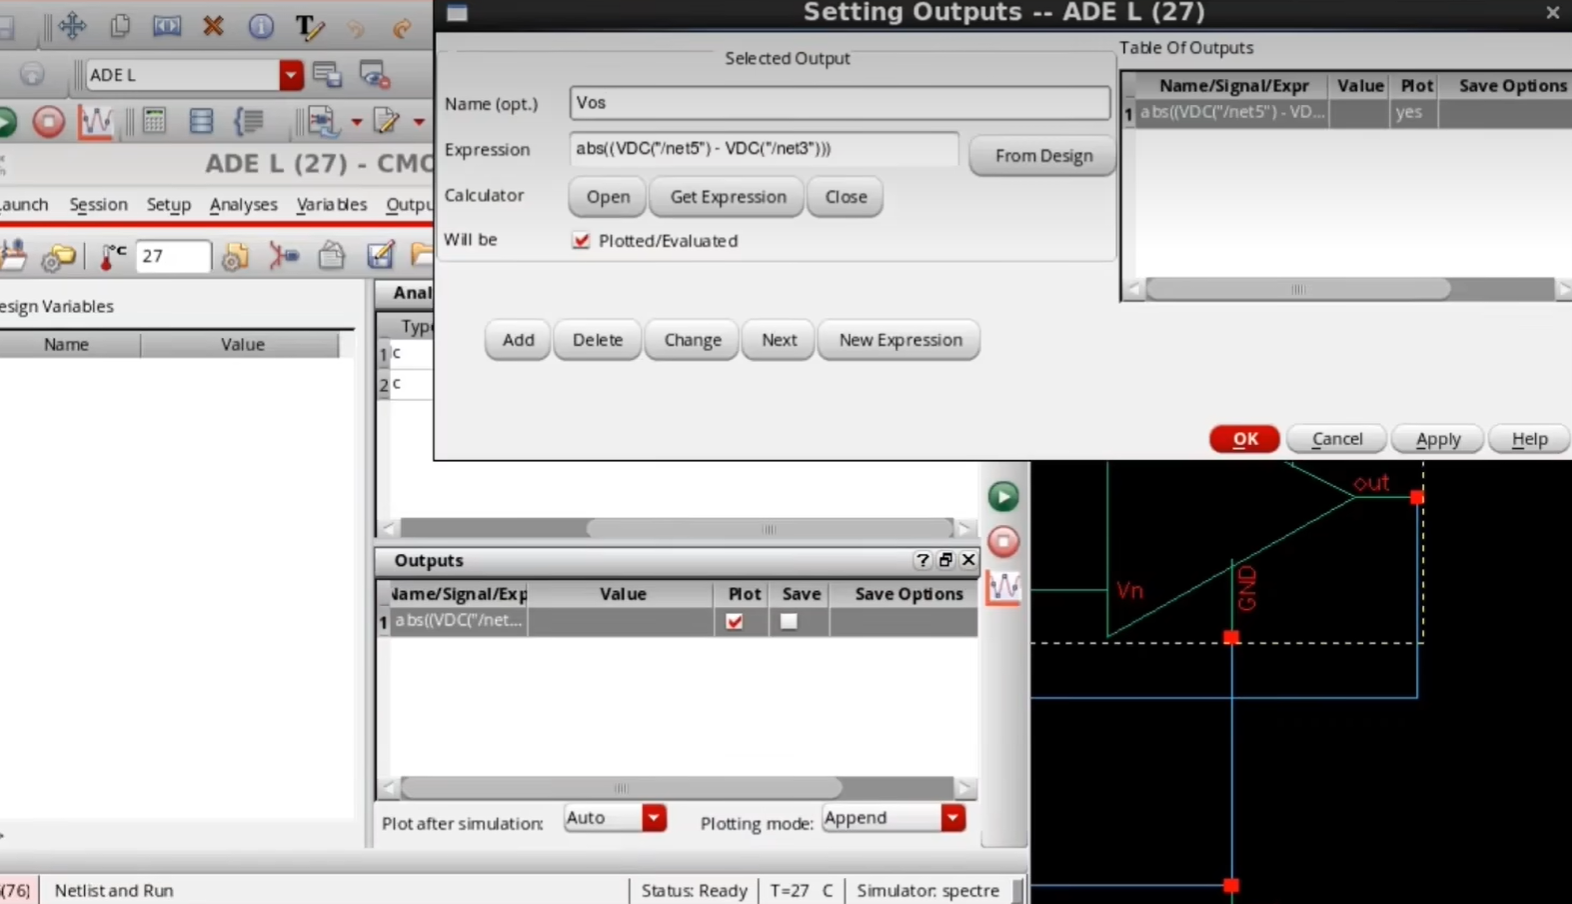 Setting Outputs -- ADE L (27)
ADE L
ADE L (27) - CMO
aunch Session Setup Analyses Variables Outpu
°C 27
esign Variables
Name Value
Anal
Type
1 c
2 c
Selected Output
Name (opt.) Vos
Expression abs((VDC("/net5") - VDC("/net3"))) From Design
Calculator Open Get Expression Close
Will be Plotted/Evaluated
Add Delete Change Next New Expression
Table Of Outputs
Name/Signal/Expr Value Plot Save Options
1 abs((VDC("/net5") - VD... yes
OK Cancel Apply Help
Outputs ?
Name/Signal/Exp Value Plot Save Save Options
1 abs((VDC("/net...
Plot after simulation: Auto Plotting mode: Append
out
Vn
GND
(76) Netlist and Run Status: Ready T=27 C Simulator: spectre